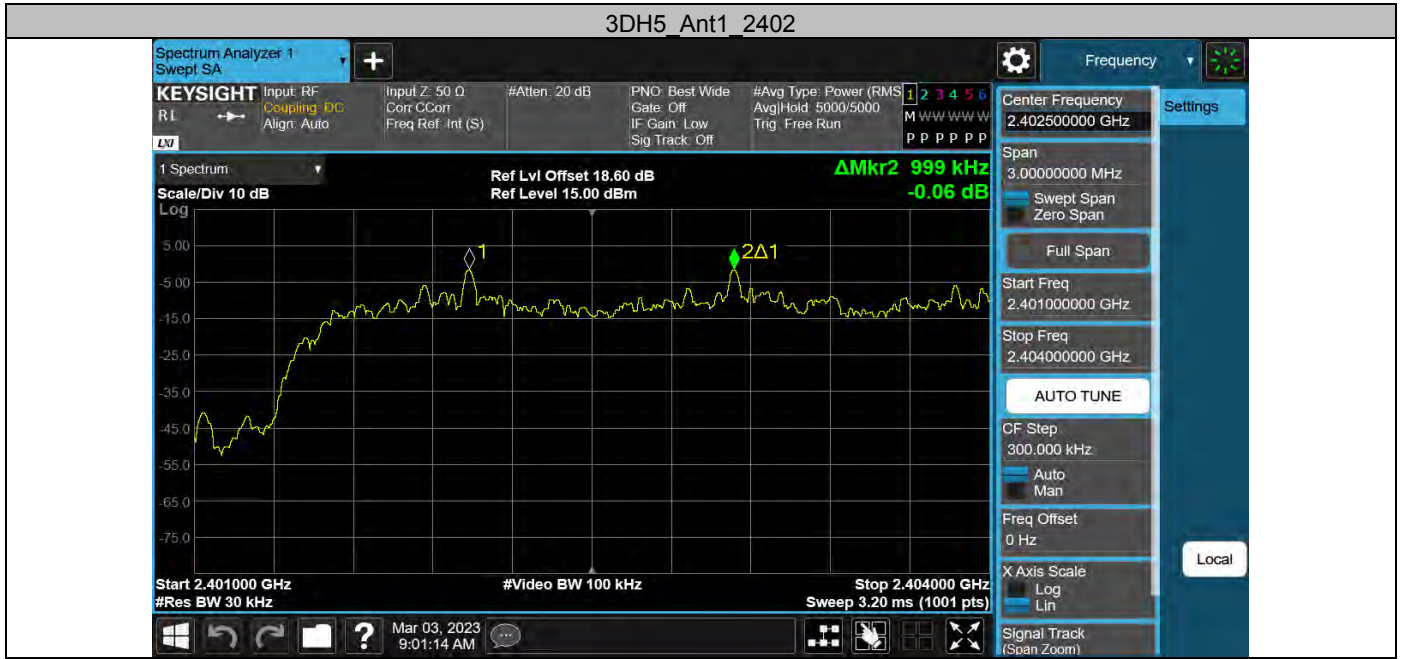 3DH5_Ant1_2402
Spectrum Analyzer 1
Swept SA
+
Frequency
KEYSIGHT
RL
LXI
Input: RF
Coupling: DC
Align: Auto
Input Z: 50 Ω
Corr CCorr
Freq Ref: Int (S)
#Atten: 20 dB
PNO: Best Wide
Gate: Off
IF Gain: Low
Sig Track: Off
#Avg Type: Power (RMS
Avg|Hold: 5000/5000
Trig: Free Run
1 2 3 4 5 6
M W W W W W
P P P P P P
Settings
1 Spectrum
Scale/Div 10 dB
Log
Ref Lvl Offset 18.60 dB
Ref Level 15.00 dBm
ΔMkr2 999 kHz
-0.06 dB
1
2Δ1
5.00
-5.00
-15.0
-25.0
-35.0
-45.0
-55.0
-65.0
-75.0
Start 2.401000 GHz
#Res BW 30 kHz
#Video BW 100 kHz
Stop 2.404000 GHz
Sweep 3.20 ms (1001 pts)
Center Frequency
2.402500000 GHz
Span
3.00000000 MHz
Swept Span
Zero Span
Full Span
Start Freq
2.401000000 GHz
Stop Freq
2.404000000 GHz
AUTO TUNE
CF Step
300.000 kHz
Auto
Man
Freq Offset
0 Hz
X Axis Scale
Log
Lin
Signal Track
(Span Zoom)
Local
?
Mar 03, 2023
9:01:14 AM